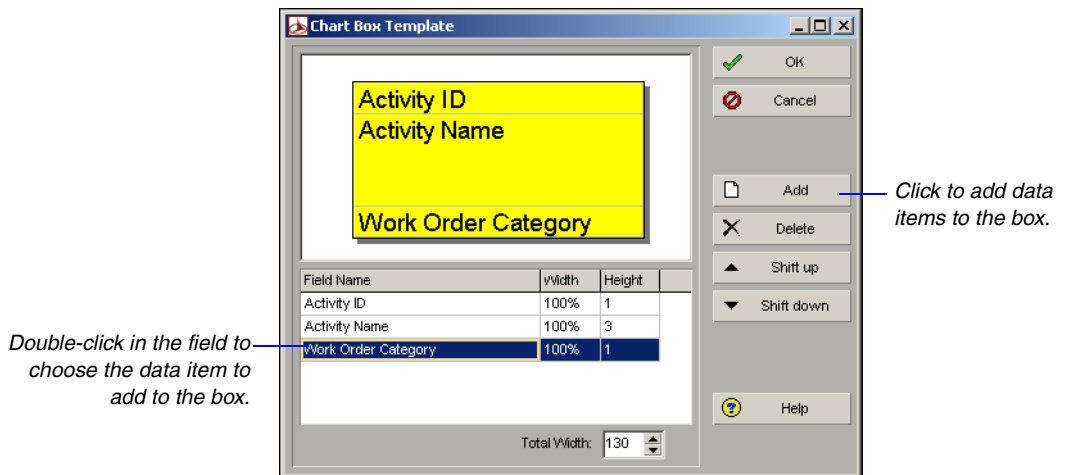 Chart Box Template
Activity ID
Activity Name
Work Order Category
OK
Cancel
Add
Delete
Shift up
Shift down
Help
Click to add data
items to the box.
Field Name Width Height
Activity ID 100% 1
Activity Name 100% 3
Work Order Category 100% 1
Total Width: 130
Double-click in the field to
choose the data item to
add to the box.